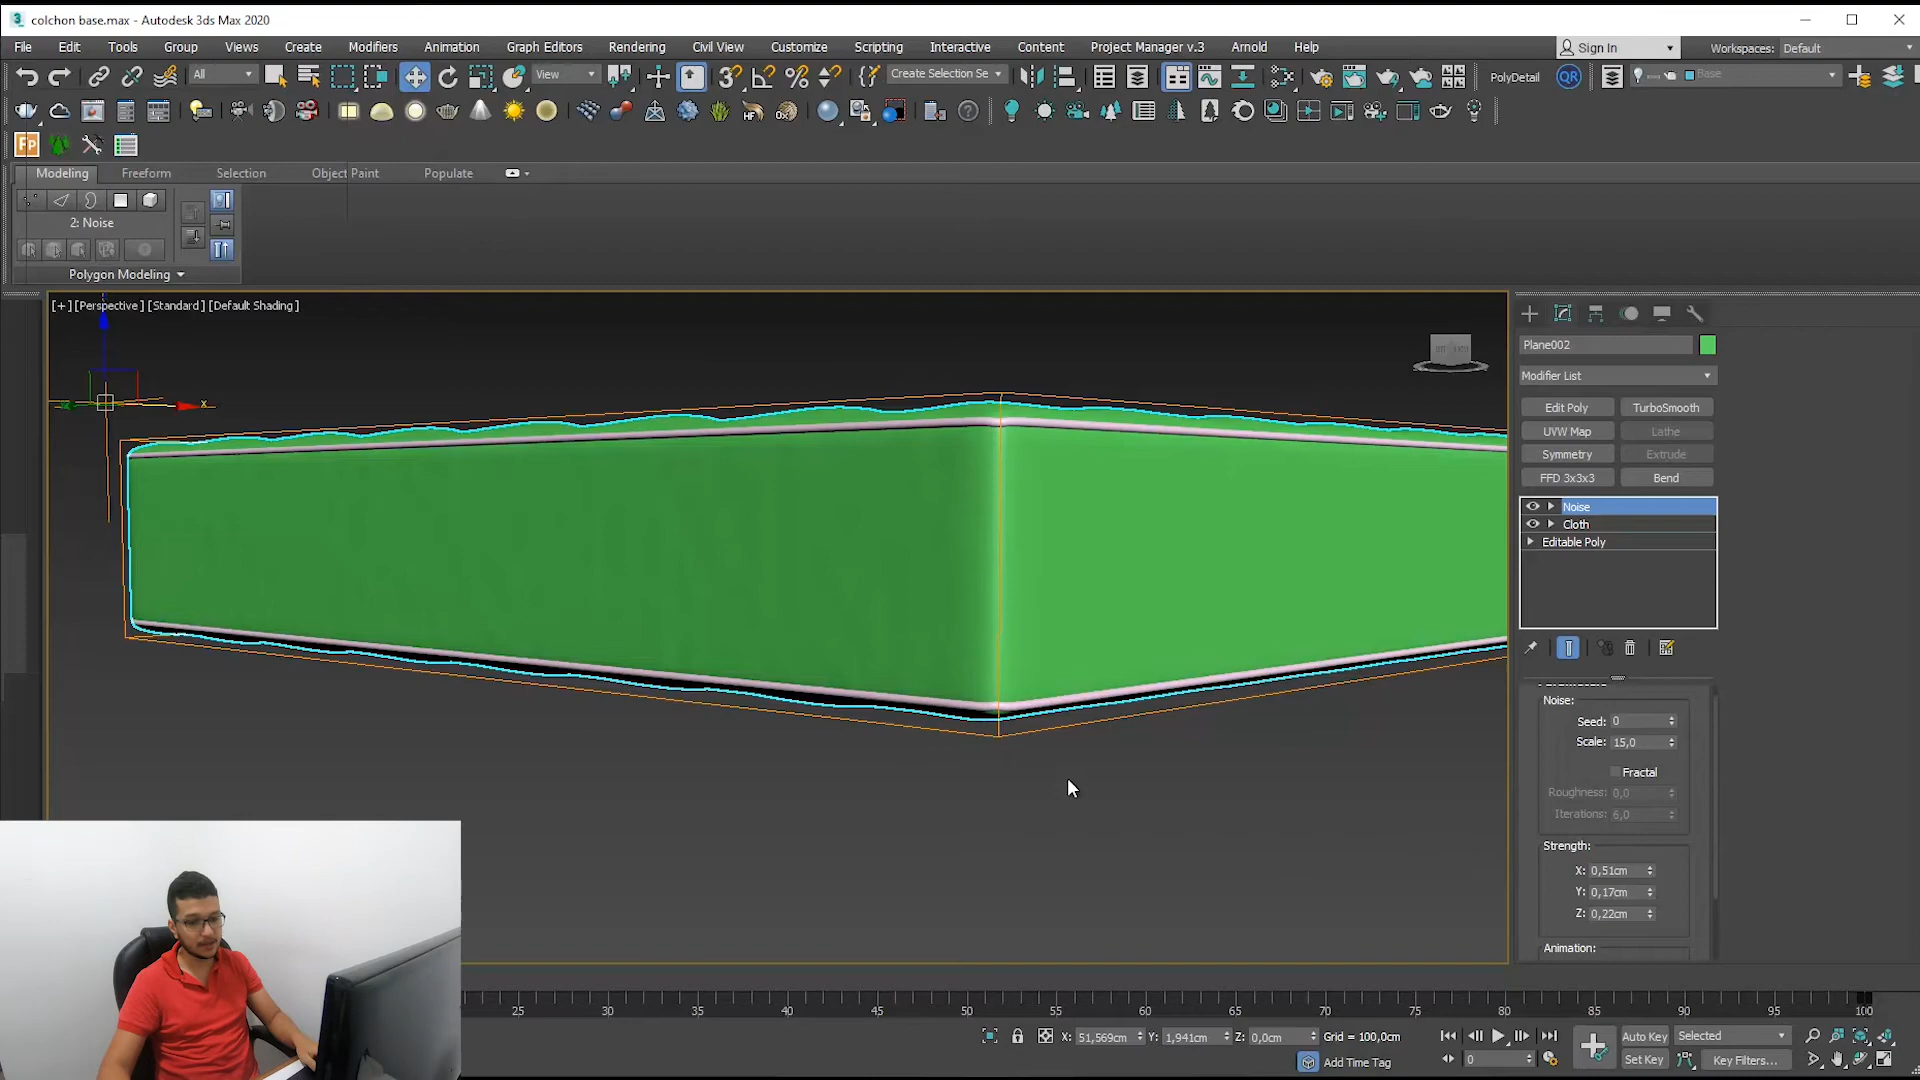 colchon base.max - Autodesk 3ds Max 2020
File Edit Tools Group Views Create Modifiers Animation Graph Editors Rendering Civil View Customize Scripting Interactive Content Project Manager v.3 Arnold Help
Sign In
Workspaces: Default
All
View
Create Selection Se
PolyDetail
QR
Base
Modeling Freeform Selection Object Paint Populate
2: Noise
Polygon Modeling
[+] [Perspective] [Standard] [Default Shading]
x
Plane002
Modifier List
Edit Poly TurboSmooth
UVW Map Lathe
Symmetry Extrude
FFD 3x3x3 Bend
Noise
Cloth
Editable Poly
Noise:
Seed: 0
Scale: 15,0
Fractal
Roughness: 0,0
Iterations: 6,0
Strength:
X: 0,51cm
Y: 0,17cm
Z: 0,22cm
Animation:
25 30 35 40 45 50 55 60 65 70 75 80 85 90 95 100
X: 51,569cm Y: 1,941cm Z: 0,0cm Grid = 100,0cm
Auto Key Selected
0
Add Time Tag
Set Key Key Filters...